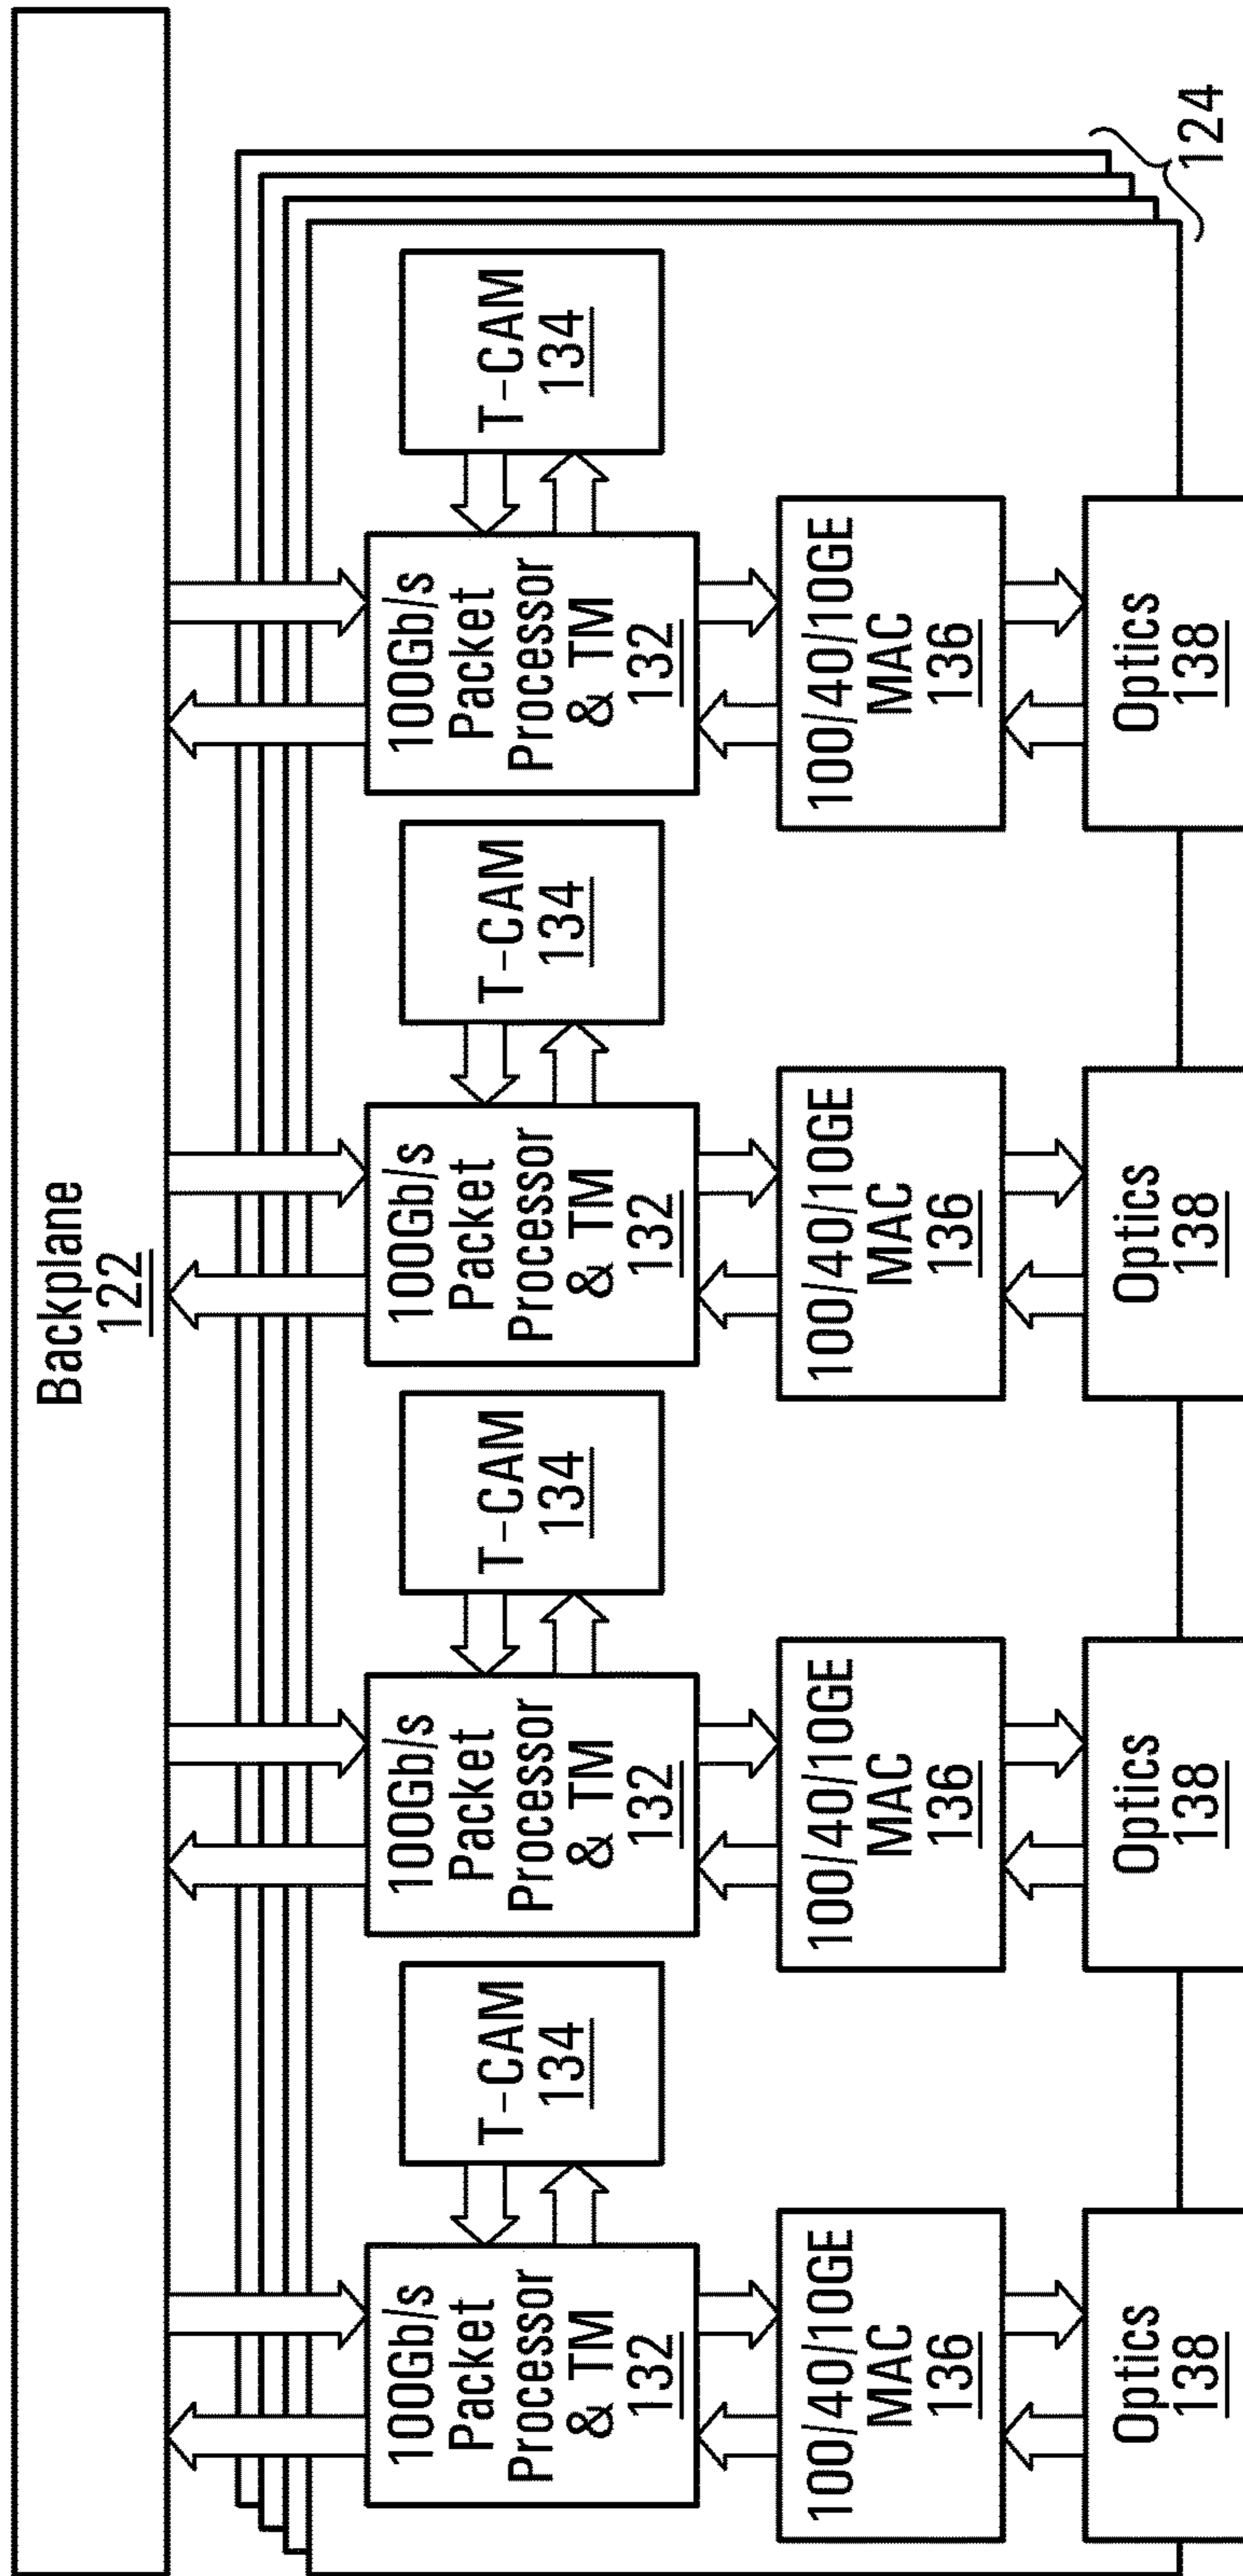 Backplane
122
100Gb/s
Packet
Processor
& TM
132
T-CAM
134
100Gb/s
Packet
Processor
& TM
132
T-CAM
134
100Gb/s
Packet
Processor
& TM
132
T-CAM
134
100Gb/s
Packet
Processor
& TM
132
T-CAM
134
100/40/10GE
MAC
136
100/40/10GE
MAC
136
100/40/10GE
MAC
136
100/40/10GE
MAC
136
Optics
138
Optics
138
Optics
138
Optics
138
124